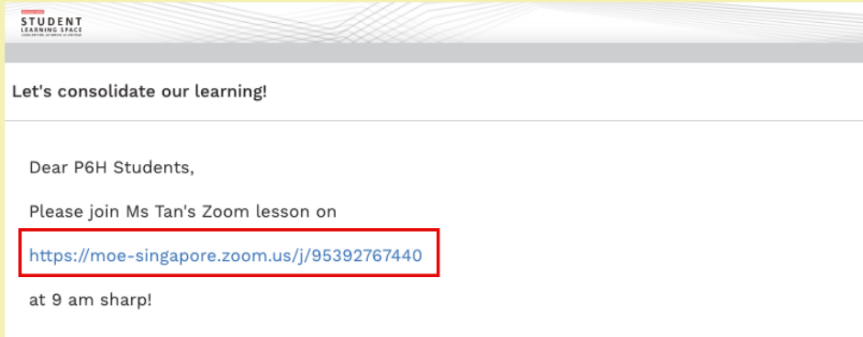 STUDENT
LEARNING SPACE
Let's consolidate our learning!
Dear P6H Students,
Please join Ms Tan's Zoom lesson on
https://moe-singapore.zoom.us/j/95392767440
at 9 am sharp!